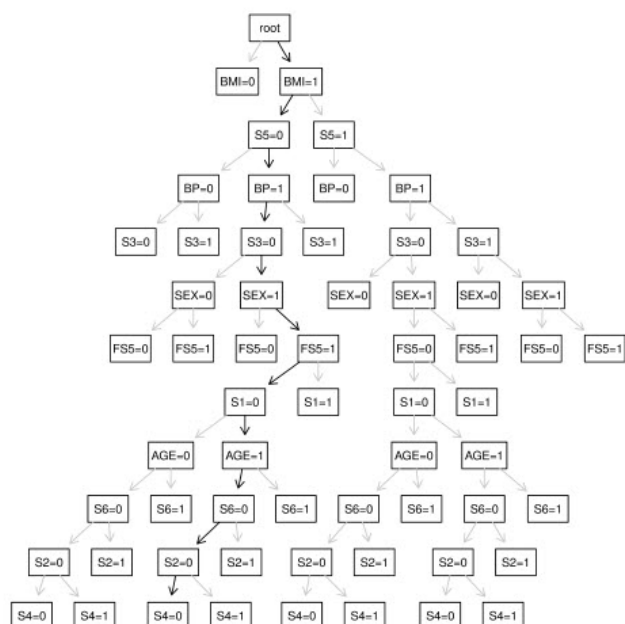 root
BMI=0 BMI=1
S5=0 S5=1
BP=0 BP=1 BP=0 BP=1
S3=0 S3=1 S3=0 S3=1 S3=0 S3=1
SEX=0 SEX=1 SEX=0 SEX=1 SEX=0 SEX=1
FS5=0 FS5=1 FS5=0 FS5=1 FS5=0 FS5=1 FS5=0 FS5=1
S1=0 S1=1 S1=0 S1=1
AGE=0 AGE=1 AGE=0 AGE=1
S6=0 S6=1 S6=0 S6=1 S6=0 S6=1 S6=0 S6=1
S2=0 S2=1 S2=0 S2=1 S2=0 S2=1 S2=0 S2=1
S4=0 S4=1 S4=0 S4=1 S4=0 S4=1 S4=0 S4=1